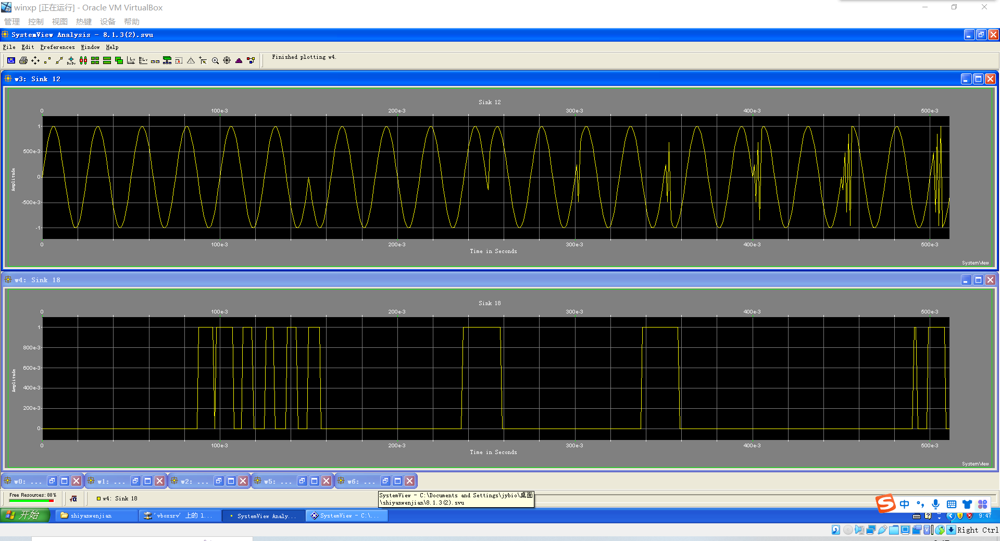 winxp [正在运行] - Oracle VM VirtualBox
管理 控制 视图 热键 设备 帮助
SystemView Analysis - 8.1.3(2).svu
File Edit Preferences Window Help
Finished plotting w4.
w3: Sink 12
Sink 12
0 100e-3 200e-3 300e-3 400e-3 500e-3
1
500e-3
0
-500e-3
-1
Amplitude
0 100e-3 200e-3 300e-3 400e-3 500e-3
Time in Seconds
SystemView
w4: Sink 18
Sink 18
0 100e-3 200e-3 300e-3 400e-3 500e-3
1
800e-3
600e-3
400e-3
200e-3
0
Amplitude
0 100e-3 200e-3 300e-3 400e-3 500e-3
Time in Seconds
SystemView
w0: ... w1: ... w2: ... w5: ... w6: ...
Free Resources: 88%
w4: Sink 18
SystemView - C:\Documents and Settings\jybio\桌面
\shiyanwenjian\8.1.3(2).svu
中
开始 shiyanwenjian 'vboxsrv' 上的 l... SystemView Analy... SystemView - C:\... 9:47
Right Ctrl